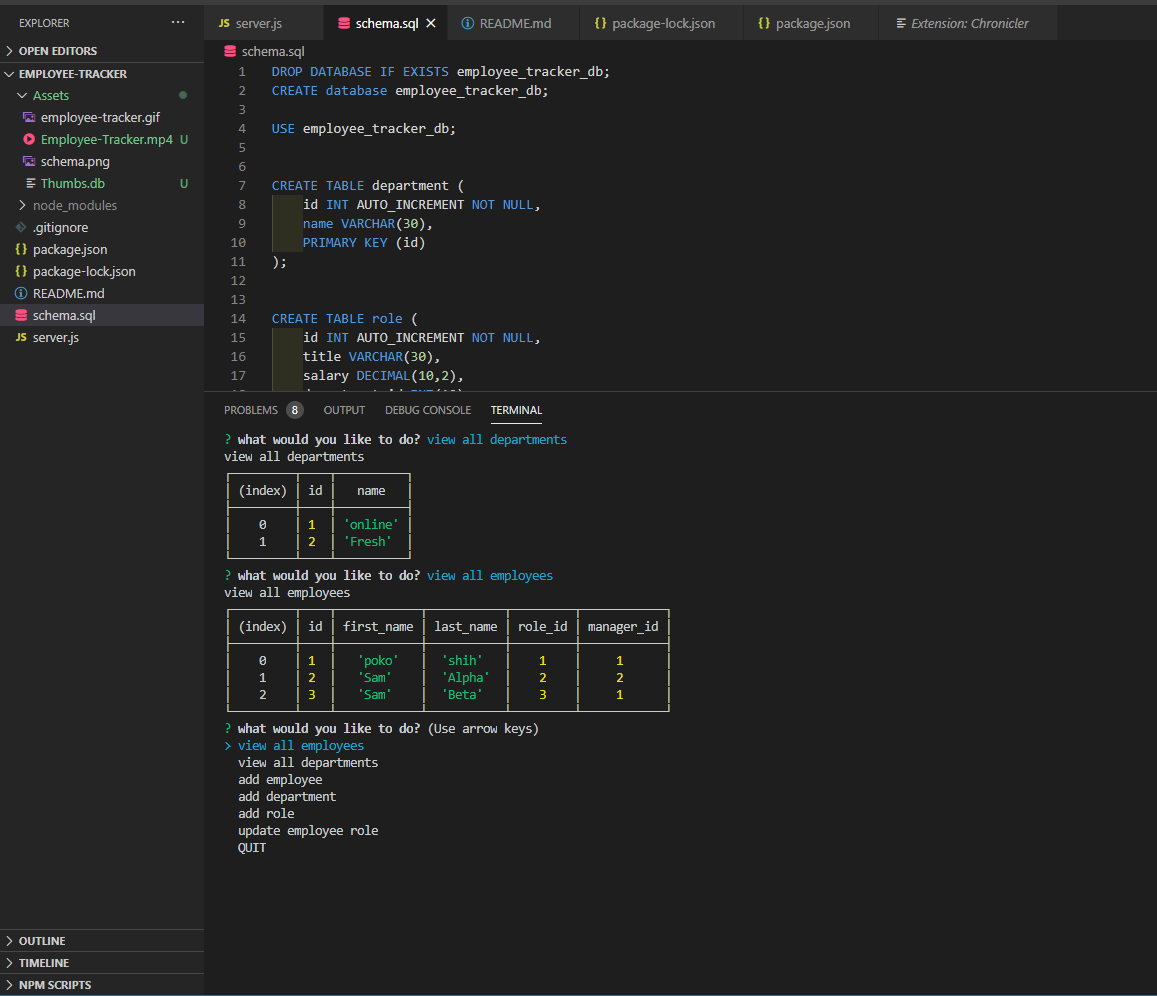 EXPLORER ···
OPEN EDITORS
EMPLOYEE-TRACKER
Assets
employee-tracker.gif
Employee-Tracker.mp4 U
schema.png
Thumbs.db U
node_modules
.gitignore
package.json
package-lock.json
README.md
schema.sql
JS server.js
OUTLINE
TIMELINE
NPM SCRIPTS
JS server.js schema.sql README.md {} package-lock.json {} package.json Extension: Chronicler
schema.sql
1 DROP DATABASE IF EXISTS employee_tracker_db;
2 CREATE database employee_tracker_db;
3
4 USE employee_tracker_db;
5
6
7 CREATE TABLE department (
8 id INT AUTO_INCREMENT NOT NULL,
9 name VARCHAR(30),
10 PRIMARY KEY (id)
11 );
12
13
14 CREATE TABLE role (
15 id INT AUTO_INCREMENT NOT NULL,
16 title VARCHAR(30),
17 salary DECIMAL(10,2),
PROBLEMS 8 OUTPUT DEBUG CONSOLE TERMINAL
? what would you like to do? view all departments
view all departments
(index) id name
0 1 'online'
1 2 'Fresh'
? what would you like to do? view all employees
view all employees
(index) id first_name last_name role_id manager_id
0 1 'poko' 'shih' 1 1
1 2 'Sam' 'Alpha' 2 2
2 3 'Sam' 'Beta' 3 1
? what would you like to do? (Use arrow keys)
> view all employees
view all departments
add employee
add department
add role
update employee role
QUIT